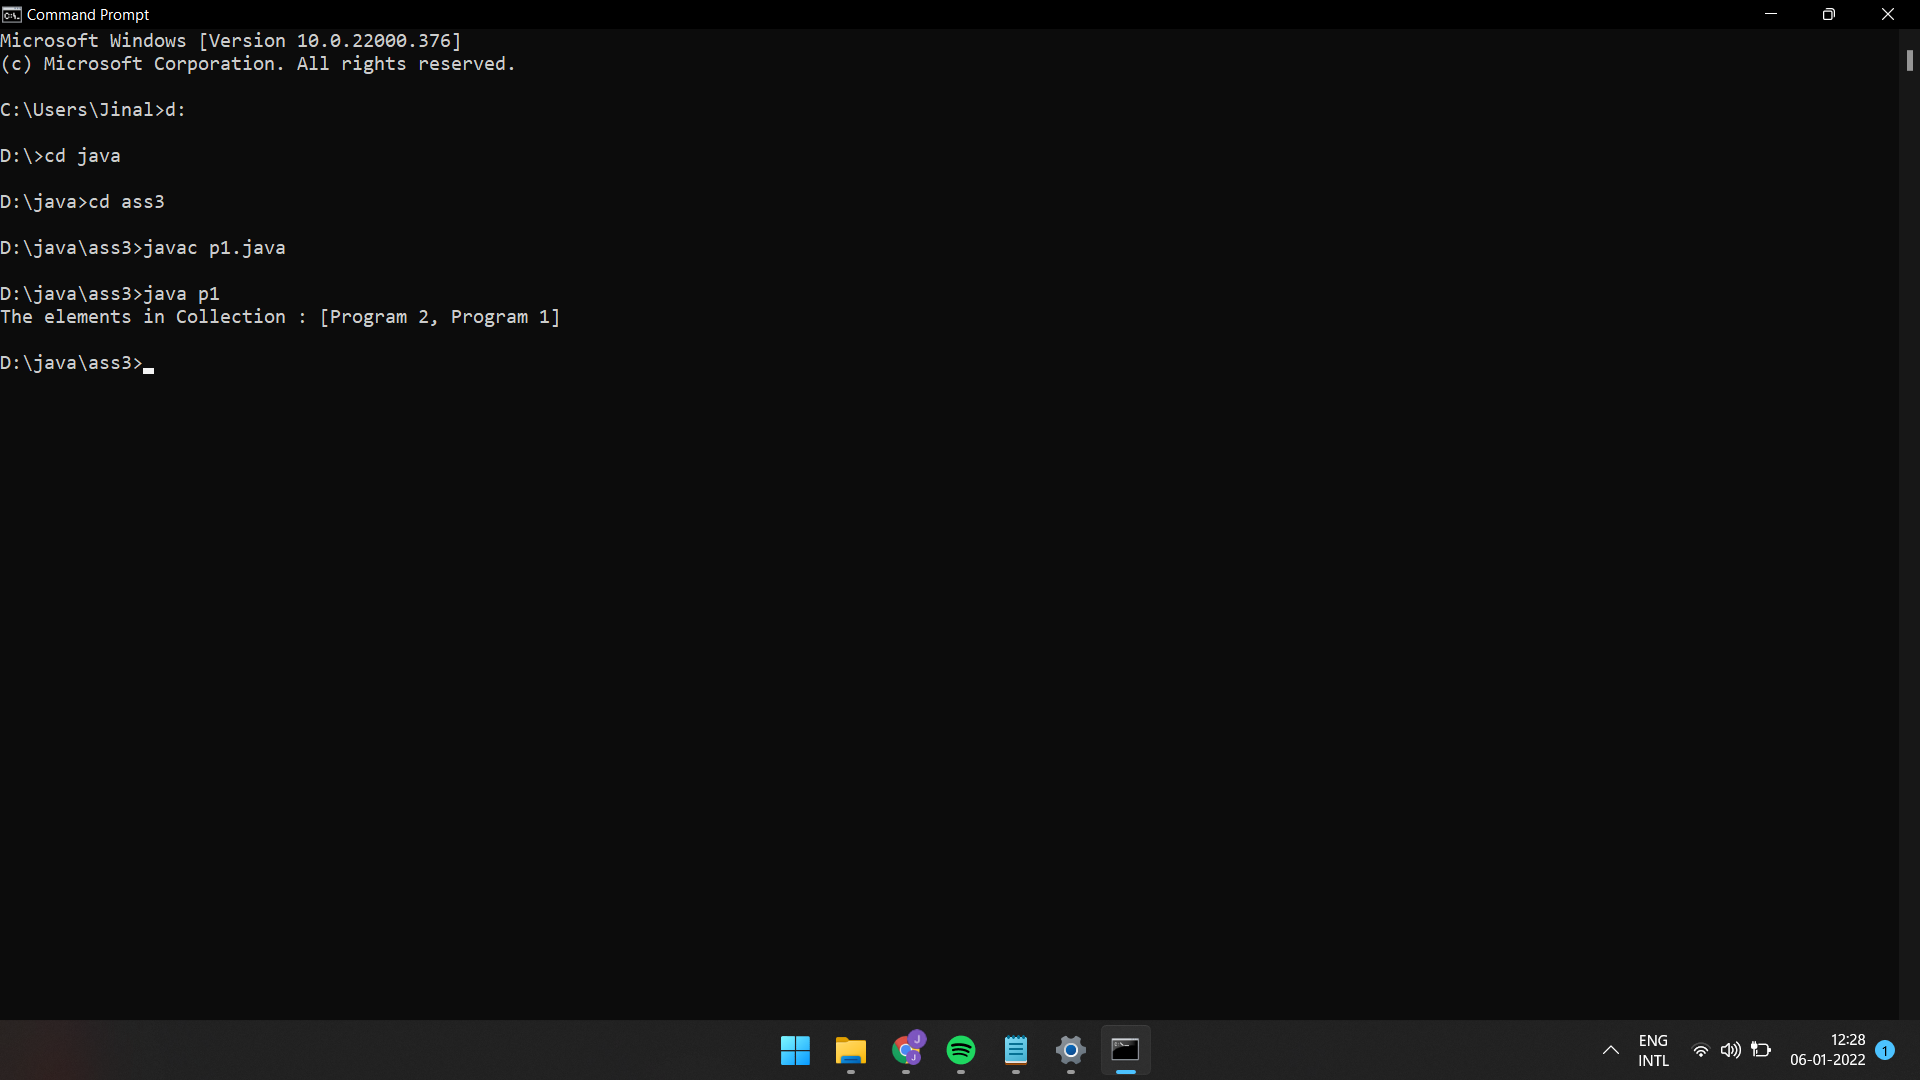 Command Prompt
Microsoft Windows [Version 10.0.22000.376]
(c) Microsoft Corporation. All rights reserved.
C:\Users\Jinal>d:
D:\>cd java
D:\java>cd ass3
D:\java\ass3>javac p1.java
D:\java\ass3>java p1
The elements in Collection : [Program 2, Program 1]
D:\java\ass3>
J
J
ENG
INTL
12:28
06-01-2022
1